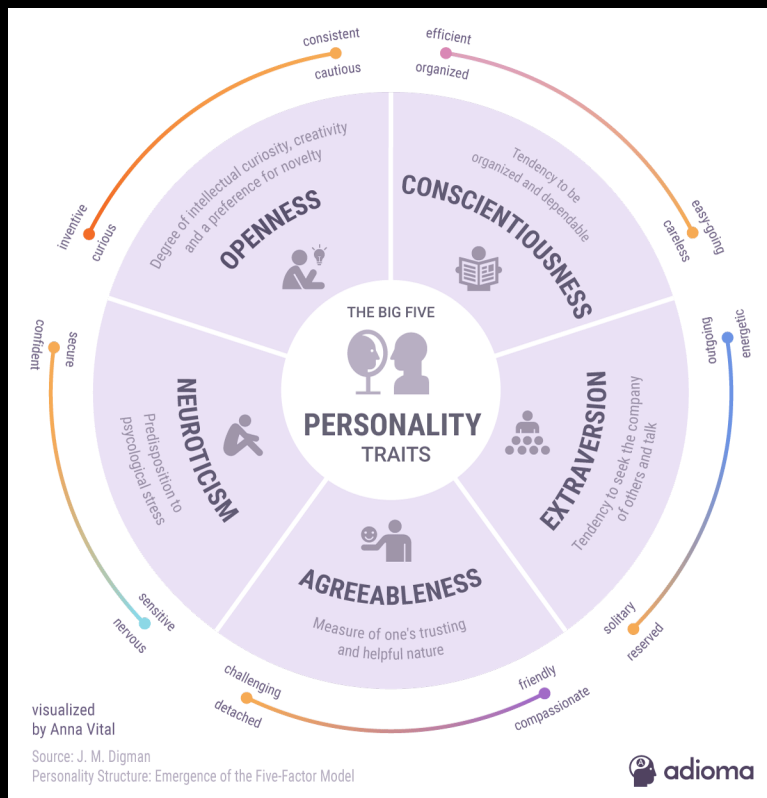 consistent
cautious
inventive
curious
Degree of intellectual curiosity, creativity
and a preference for novelty
OPENNESS
efficient
organized
easy-going
careless
Tendency to be
organized and dependable
CONSCIENTIOUSNESS
energetic
outgoing
solitary
reserved
EXTRAVERSION
Tendency to seek the company
of others and talk
THE BIG FIVE
PERSONALITY
TRAITS
secure
confident
sensitive
nervous
NEUROTICISM
Predisposition to
psycological stress
AGREEABLENESS
Measure of one's trusting
and helpful nature
challenging
detached
friendly
compassionate
visualized
by Anna Vital
Source: J. M. Digman
Personality Structure: Emergence of the Five-Factor Model
A
adioma